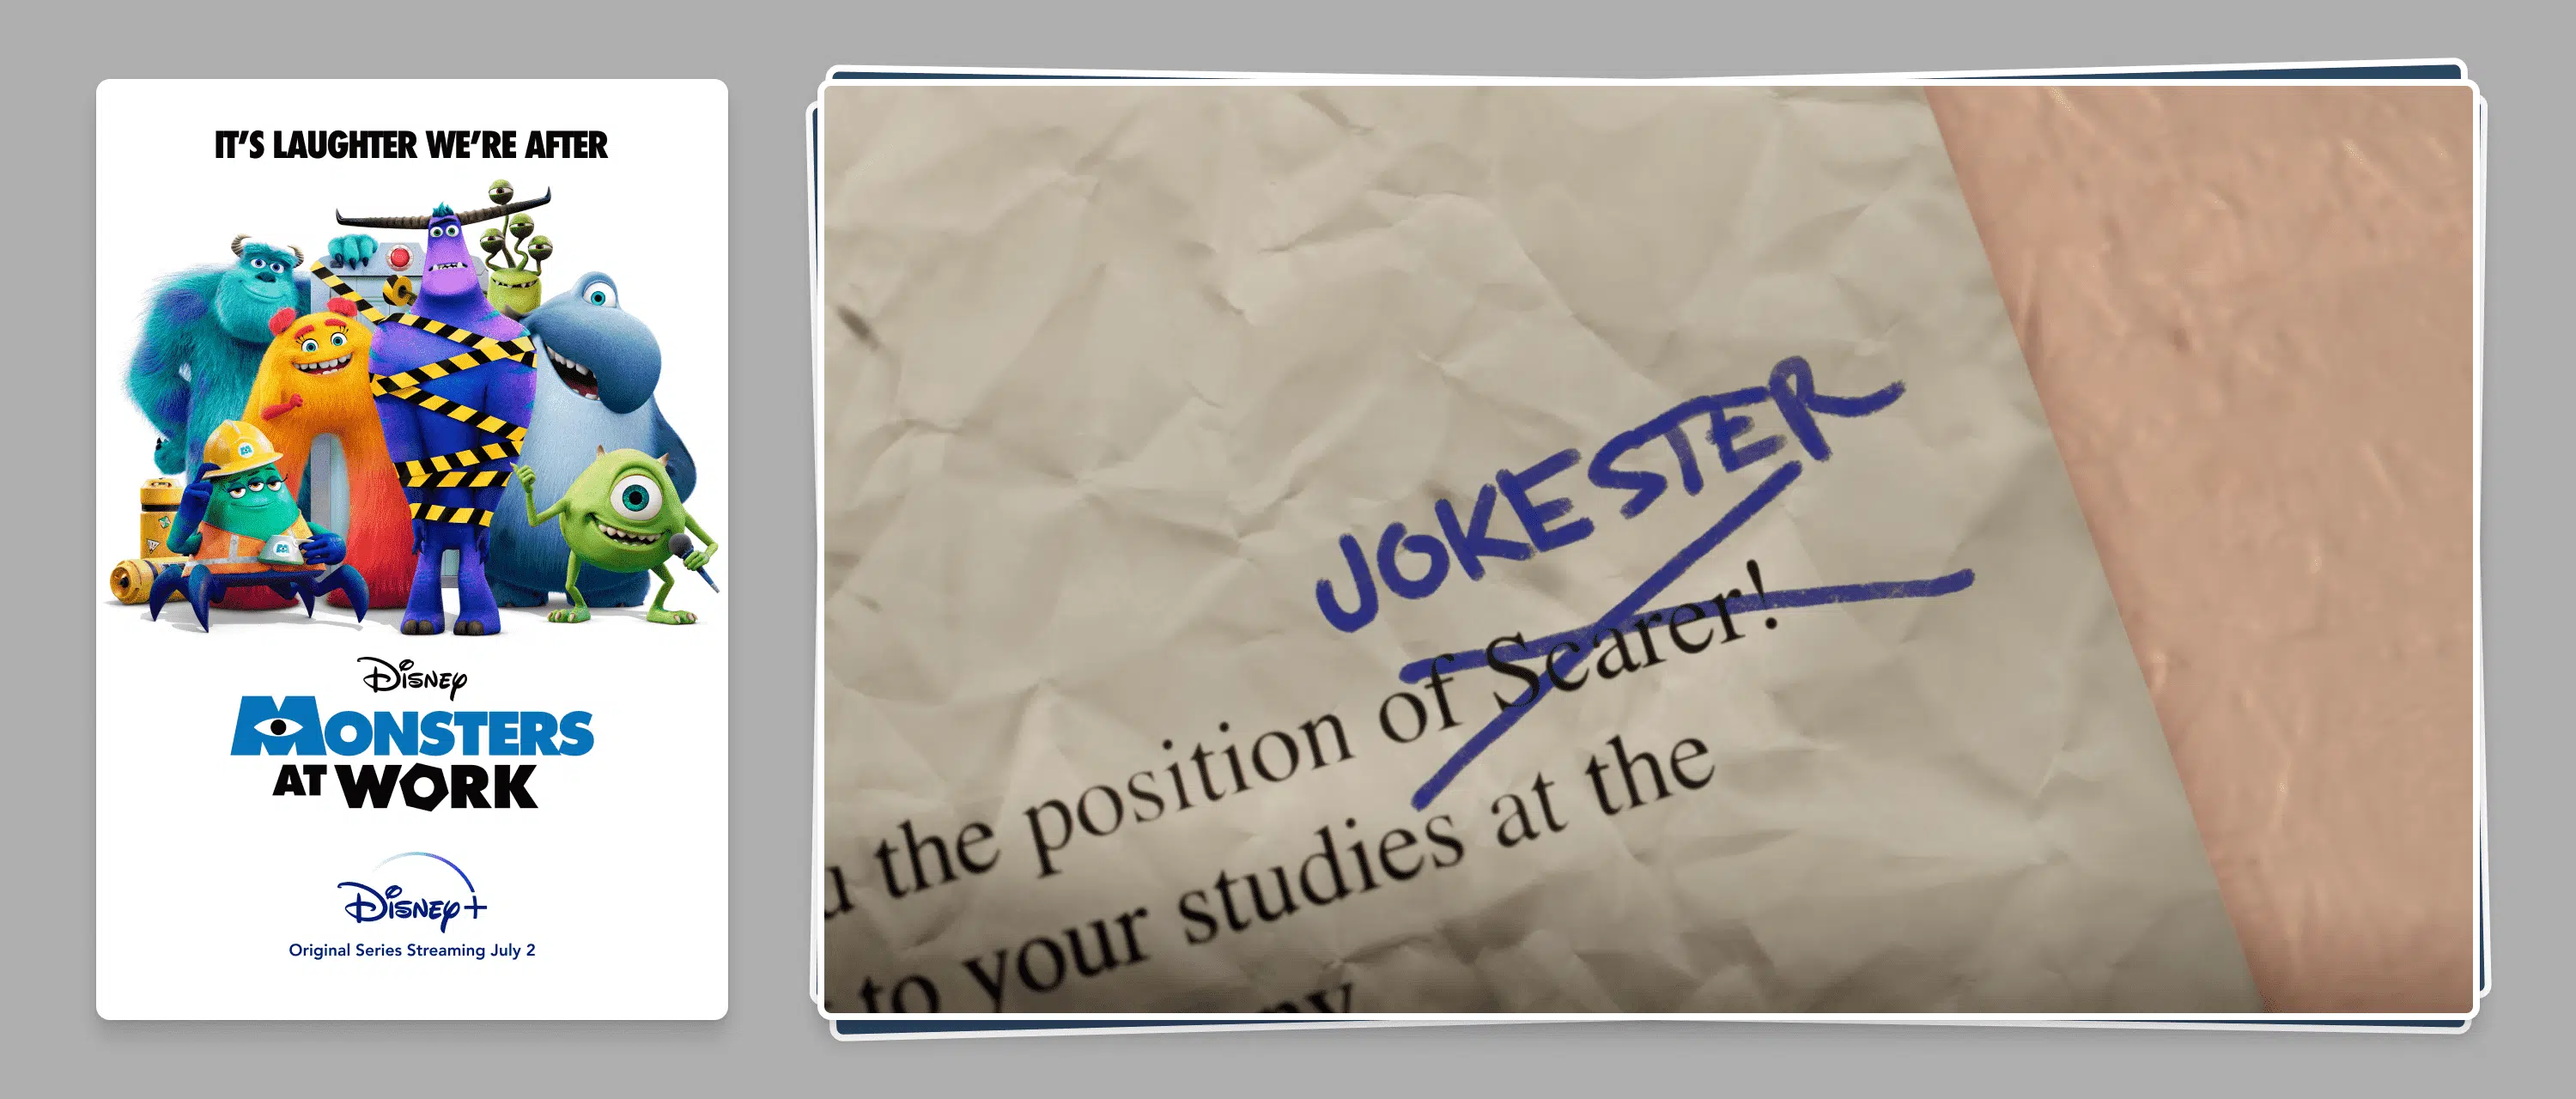 IT'S LAUGHTER WE'RE AFTER
Disney
MONSTERS
AT WORK
Disney+
Original Series Streaming July 2
JOKESTER
the position of Scarer!
to your studies at the